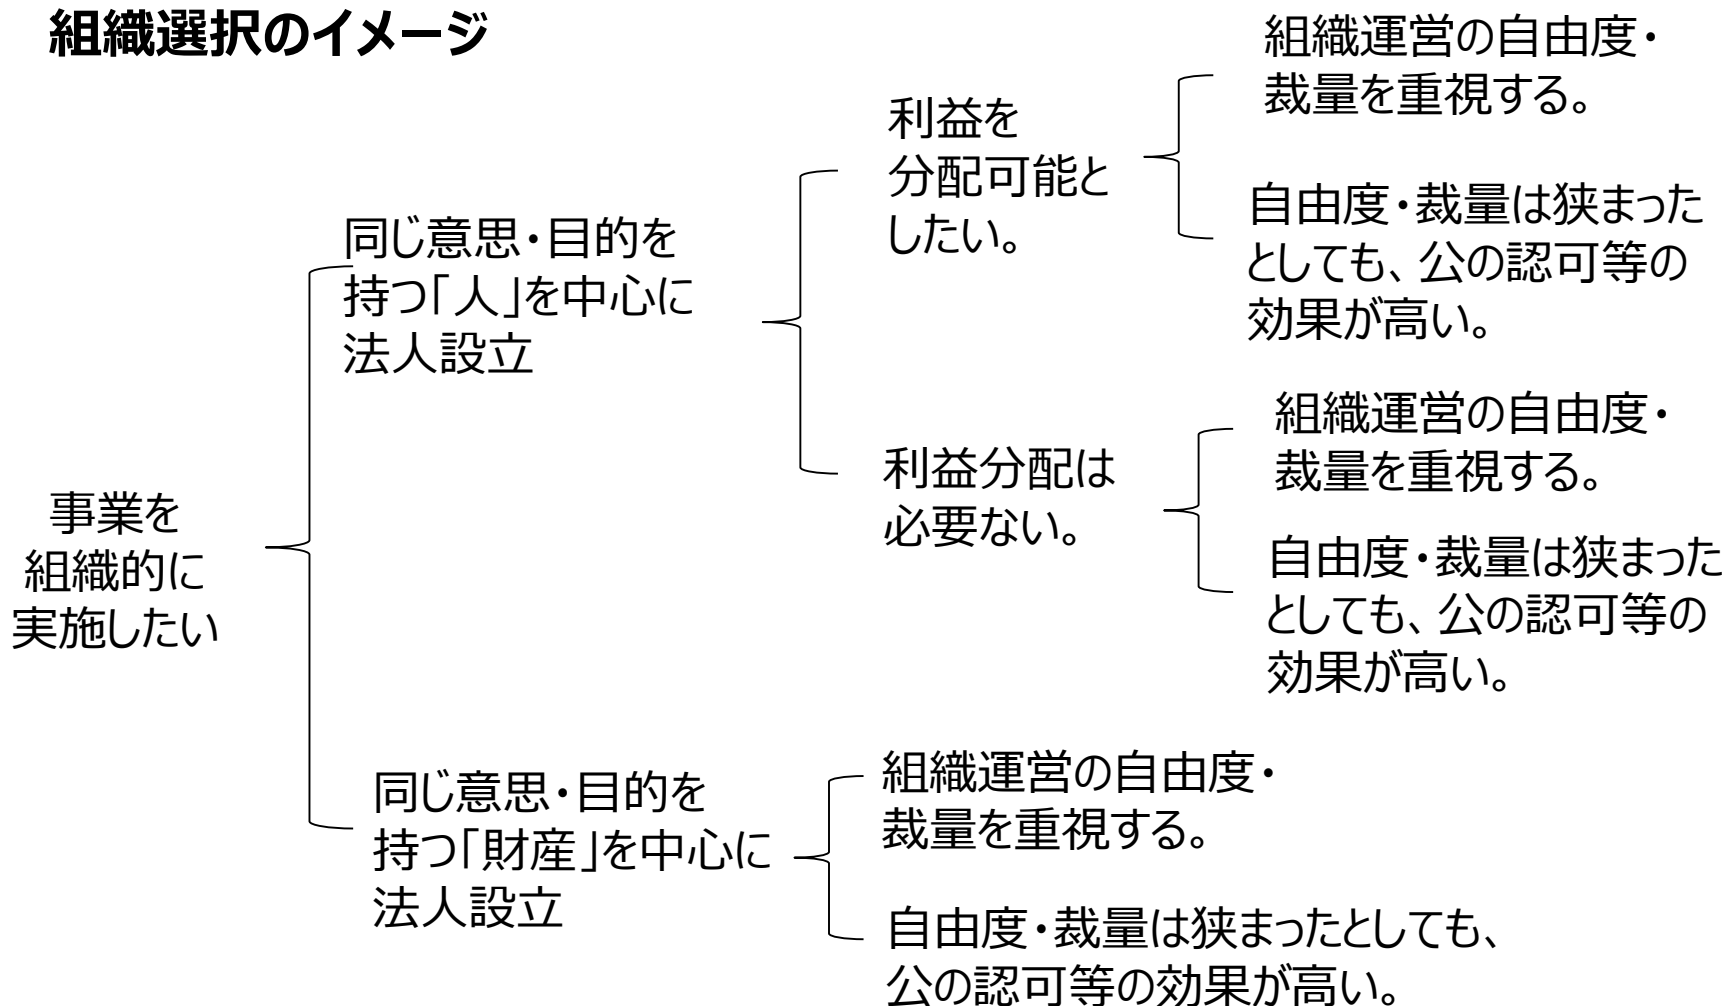 組織選択のイメージ
事業を
組織的に
実施したい
同じ意思・目的を
持つ「人」を中心に
法人設立
利益を
分配可能と
したい。
組織運営の自由度・
裁量を重視する。
自由度・裁量は狭まった
としても、公の認可等の
効果が高い。
利益分配は
必要ない。
組織運営の自由度・
裁量を重視する。
自由度・裁量は狭まった
としても、公の認可等の
効果が高い。
同じ意思・目的を
持つ「財産」を中心に
法人設立
組織運営の自由度・
裁量を重視する。
自由度・裁量は狭まったとしても、
公の認可等の効果が高い。